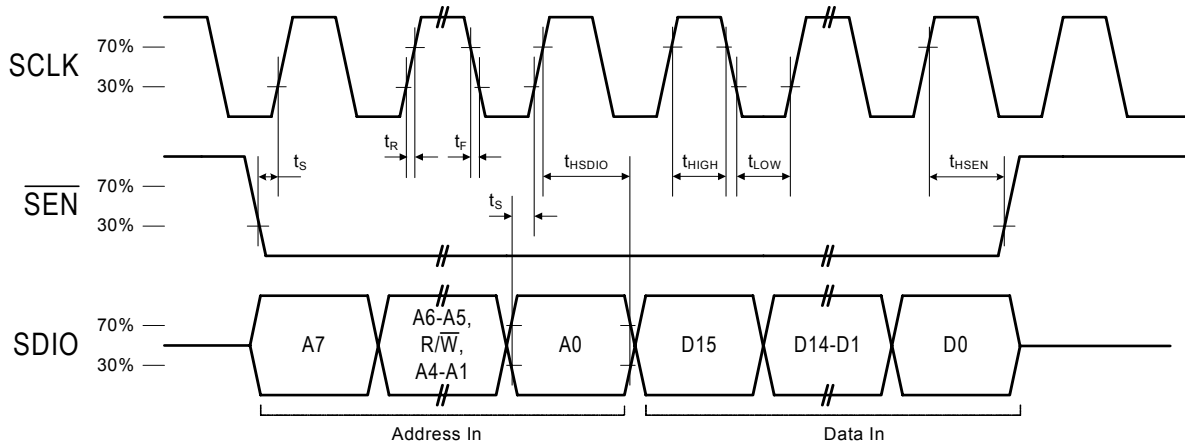 SCLK
70%
30%
tR
tF
tS
tHSDIO
tHIGH
tLOW
tHSEN
SEN
70%
30%
tS
SDIO
70%
30%
A7
A6-A5,
R/W,
A4-A1
A0
D15
D14-D1
D0
Address In
Data In